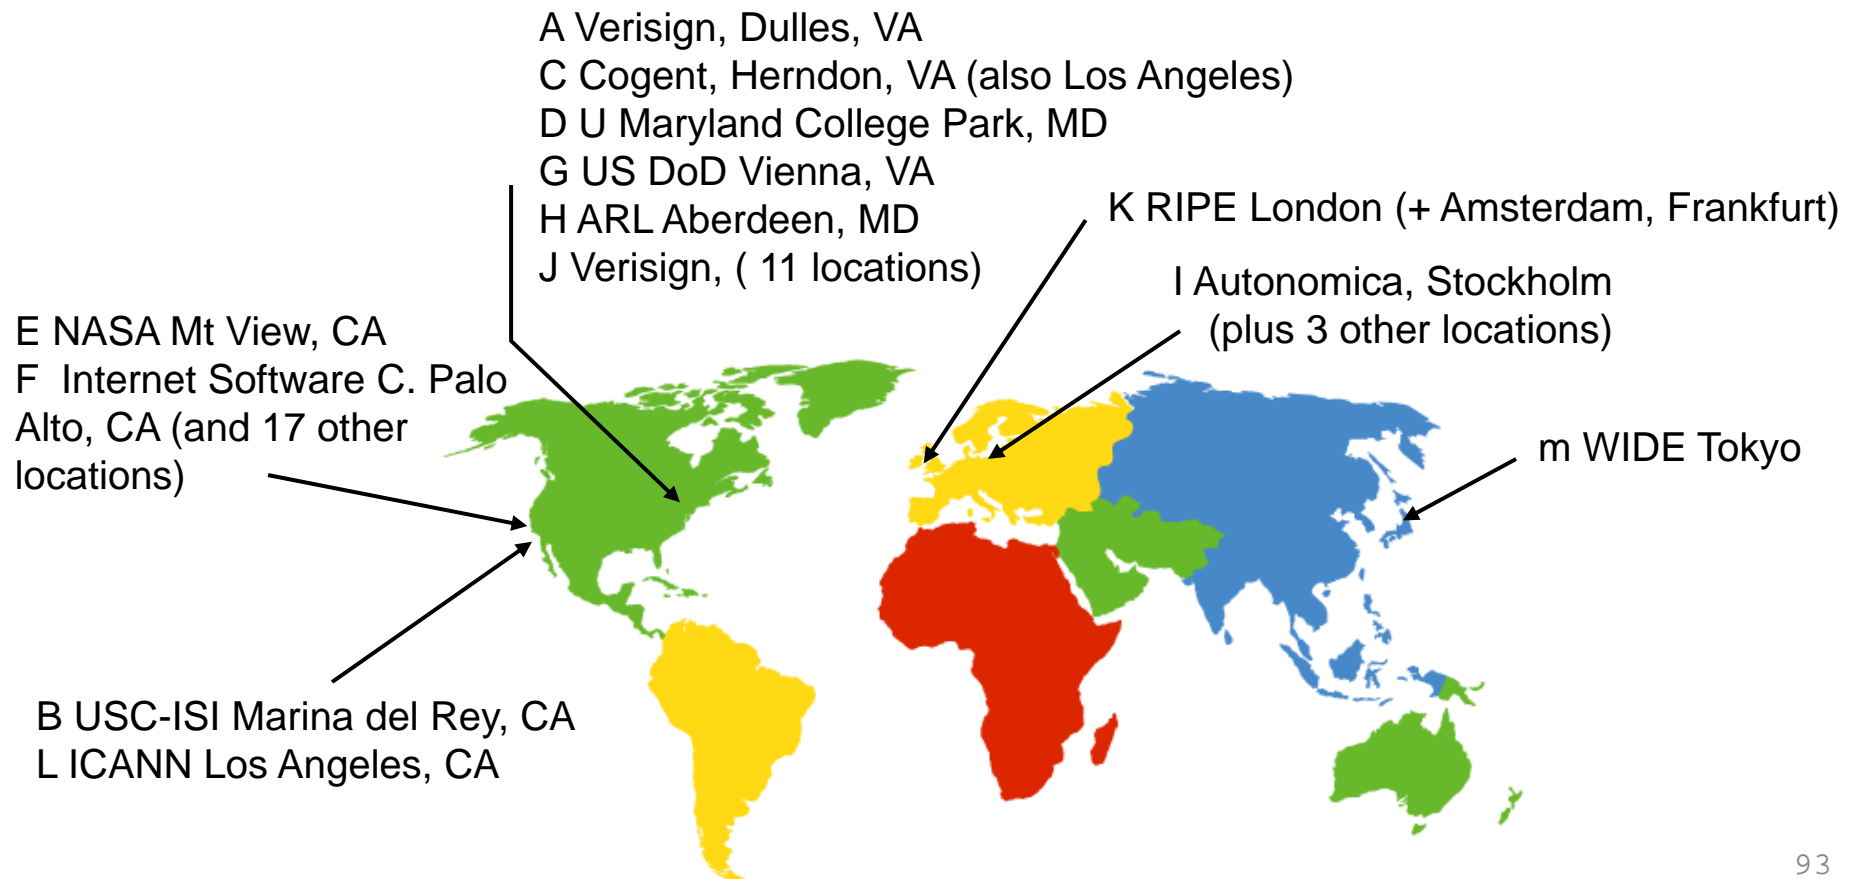 A Verisign, Dulles, VA
C Cogent, Herndon, VA (also Los Angeles)
D U Maryland College Park, MD
G US DoD Vienna, VA
H ARL Aberdeen, MD
J Verisign, ( 11 locations)
K RIPE London (+ Amsterdam, Frankfurt)
I Autonomica, Stockholm
(plus 3 other locations)
E NASA Mt View, CA
F  Internet Software C. Palo
Alto, CA (and 17 other
locations)
m WIDE Tokyo
B USC-ISI Marina del Rey, CA
L ICANN Los Angeles, CA
93